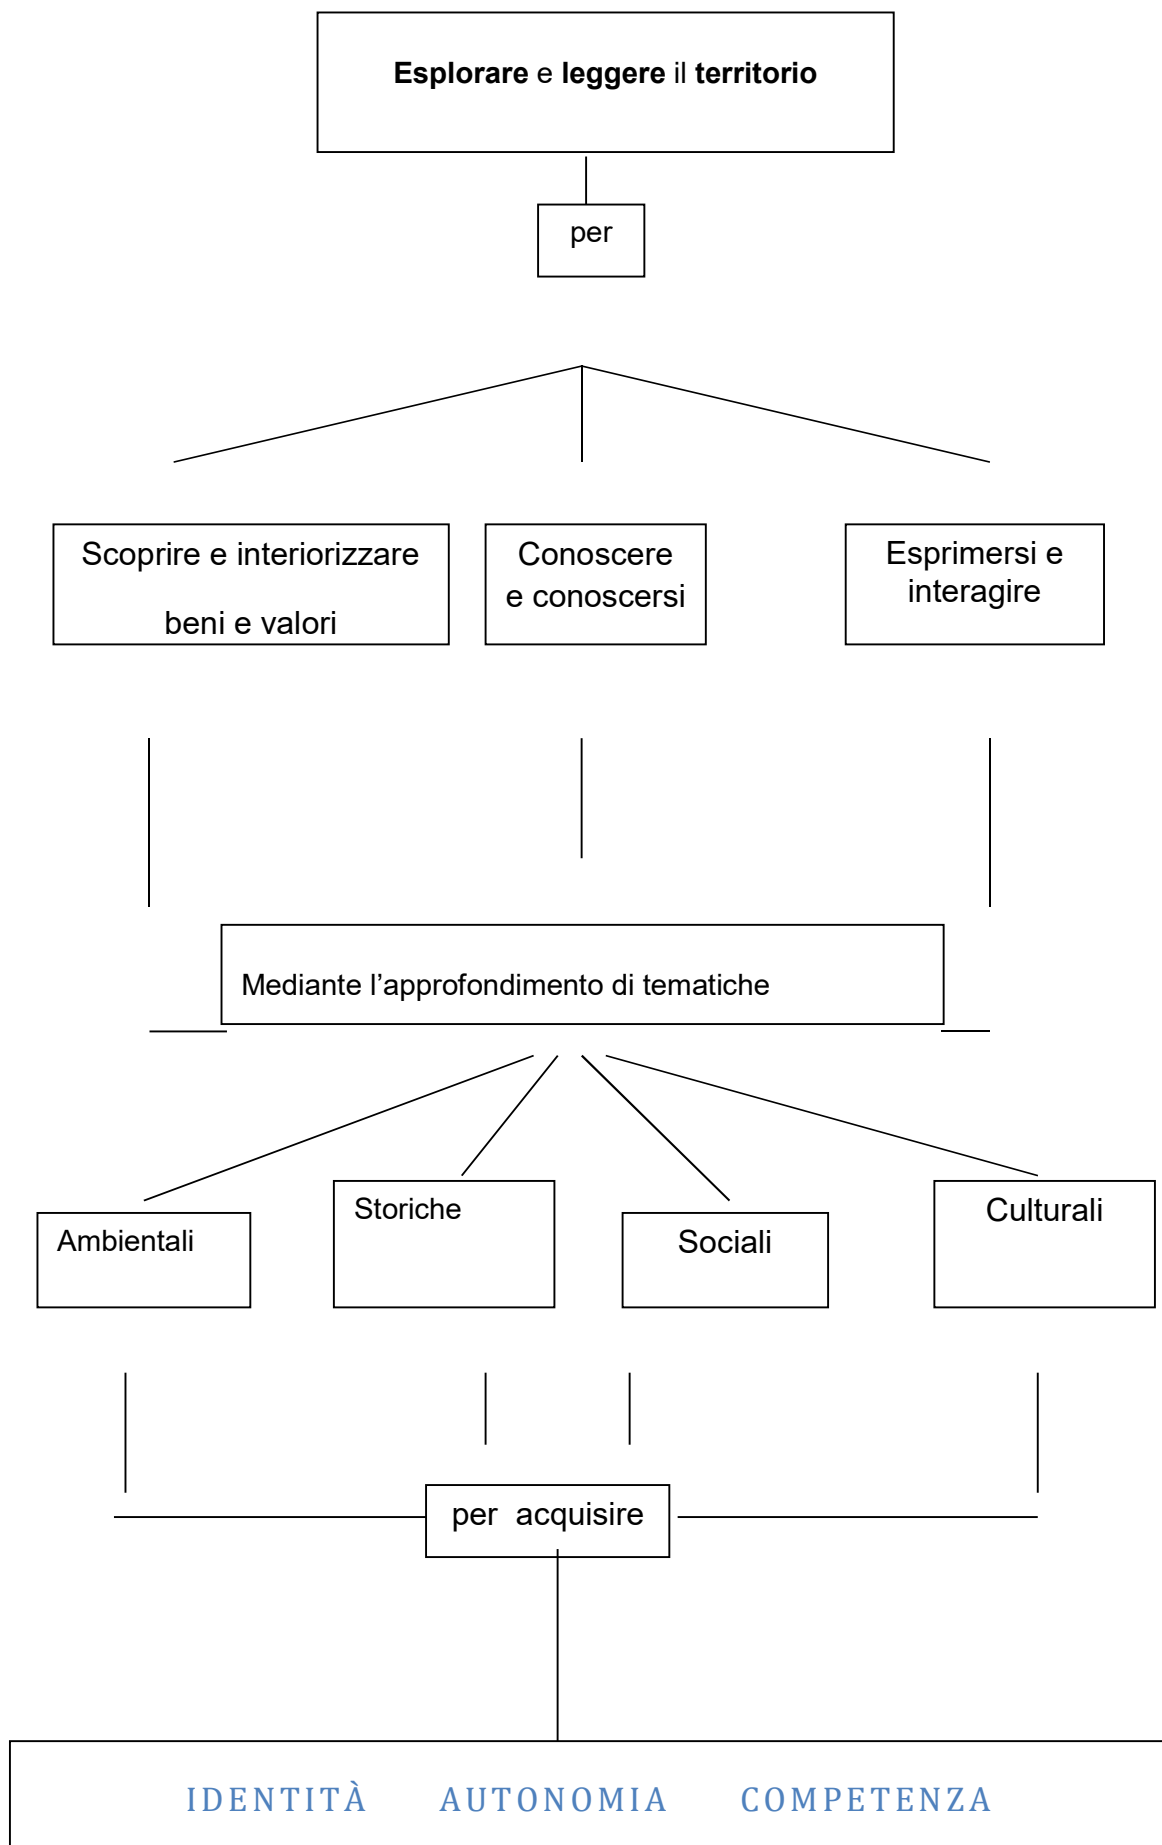 Esplorare e leggere il territorio
per
Scoprire e interiorizzare
beni e valori
Conoscere
e conoscersi
Esprimersi e
interagire
Mediante l’approfondimento di tematiche
Ambientali
Storiche
Sociali
Culturali
per acquisire
IDENTITÀ AUTONOMIA COMPETENZA